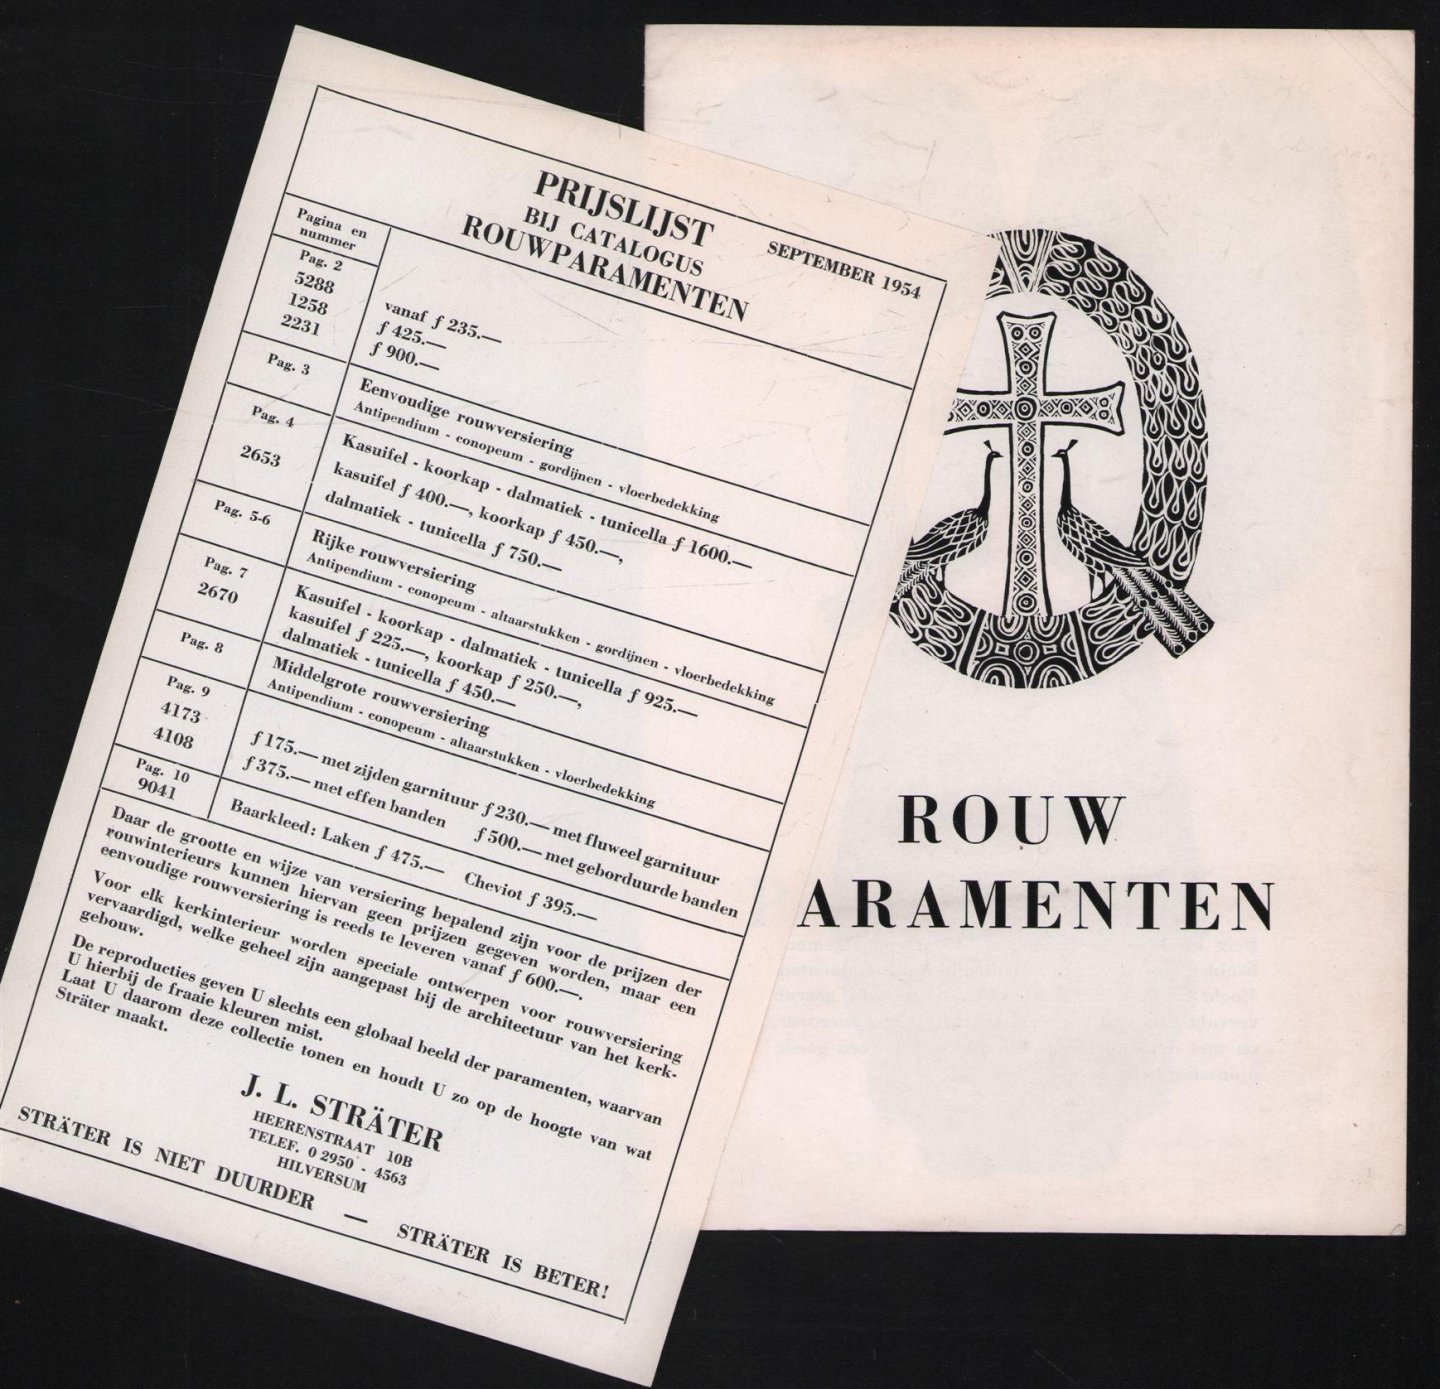 PRIJSLIJST
BIJ CATALOGUS
ROUWPARAMENTEN
SEPTEMBER 1954
Pagina en
nummer
Pag. 2
5288
vanaf ƒ 235.—
1258
ƒ 425.—
2231
ƒ 900.—
Pag. 3
Eenvoudige rouwversiering
Antipendium - conopeum - gordijnen - vloerbedekking
Pag. 4
Kasuifel - koorkap - dalmatiek - tunicella ƒ 1600.—
2653
kasuifel ƒ 400.—, koorkap ƒ 450.—,
dalmatiek - tunicella ƒ 750.—
Pag. 5-6
Rijke rouwversiering
Antipendium - conopeum - altaarstukken - gordijnen - vloerbedekking
Pag. 7
Kasuifel - koorkap - dalmatiek - tunicella ƒ 925.—
2670
kasuifel ƒ 225.—, koorkap ƒ 250.—,
dalmatiek - tunicella ƒ 450.—
Pag. 8
Middelgrote rouwversiering
Antipendium - conopeum - altaarstukken - vloerbedekking
Pag. 9
4173
ƒ 175.— met zijden garnituur ƒ 230.— met fluweel garnituur
4108
ƒ 375.— met effen banden ƒ 500.— met geborduurde banden
Pag. 10
9041
Baarkleed: Laken ƒ 475.— Cheviot ƒ 395.—
Daar de grootte en wijze van versiering bepalend zijn voor de prijzen der
rouwinterieurs kunnen hiervan geen prijzen gegeven worden, maar een
eenvoudige rouwversiering is reeds te leveren vanaf ƒ 600.—.
Voor elk kerkinterieur worden speciale ontwerpen voor rouwversiering
vervaardigd, welke geheel zijn aangepast bij de architectuur van het kerk-
gebouw.
De reproducties geven U slechts een globaal beeld der paramenten, waarvan
U hierbij de fraaie kleuren mist.
Laat U daarom deze collectie tonen en houdt U zo op de hoogte van wat
Sträter maakt.
J. L. STRÄTER
HEERENSTRAAT 10B
TELEF. 0 2950 - 4563
HILVERSUM
STRÄTER IS NIET DUURDER — STRÄTER IS BETER!
ROUW
ARAMENTEN